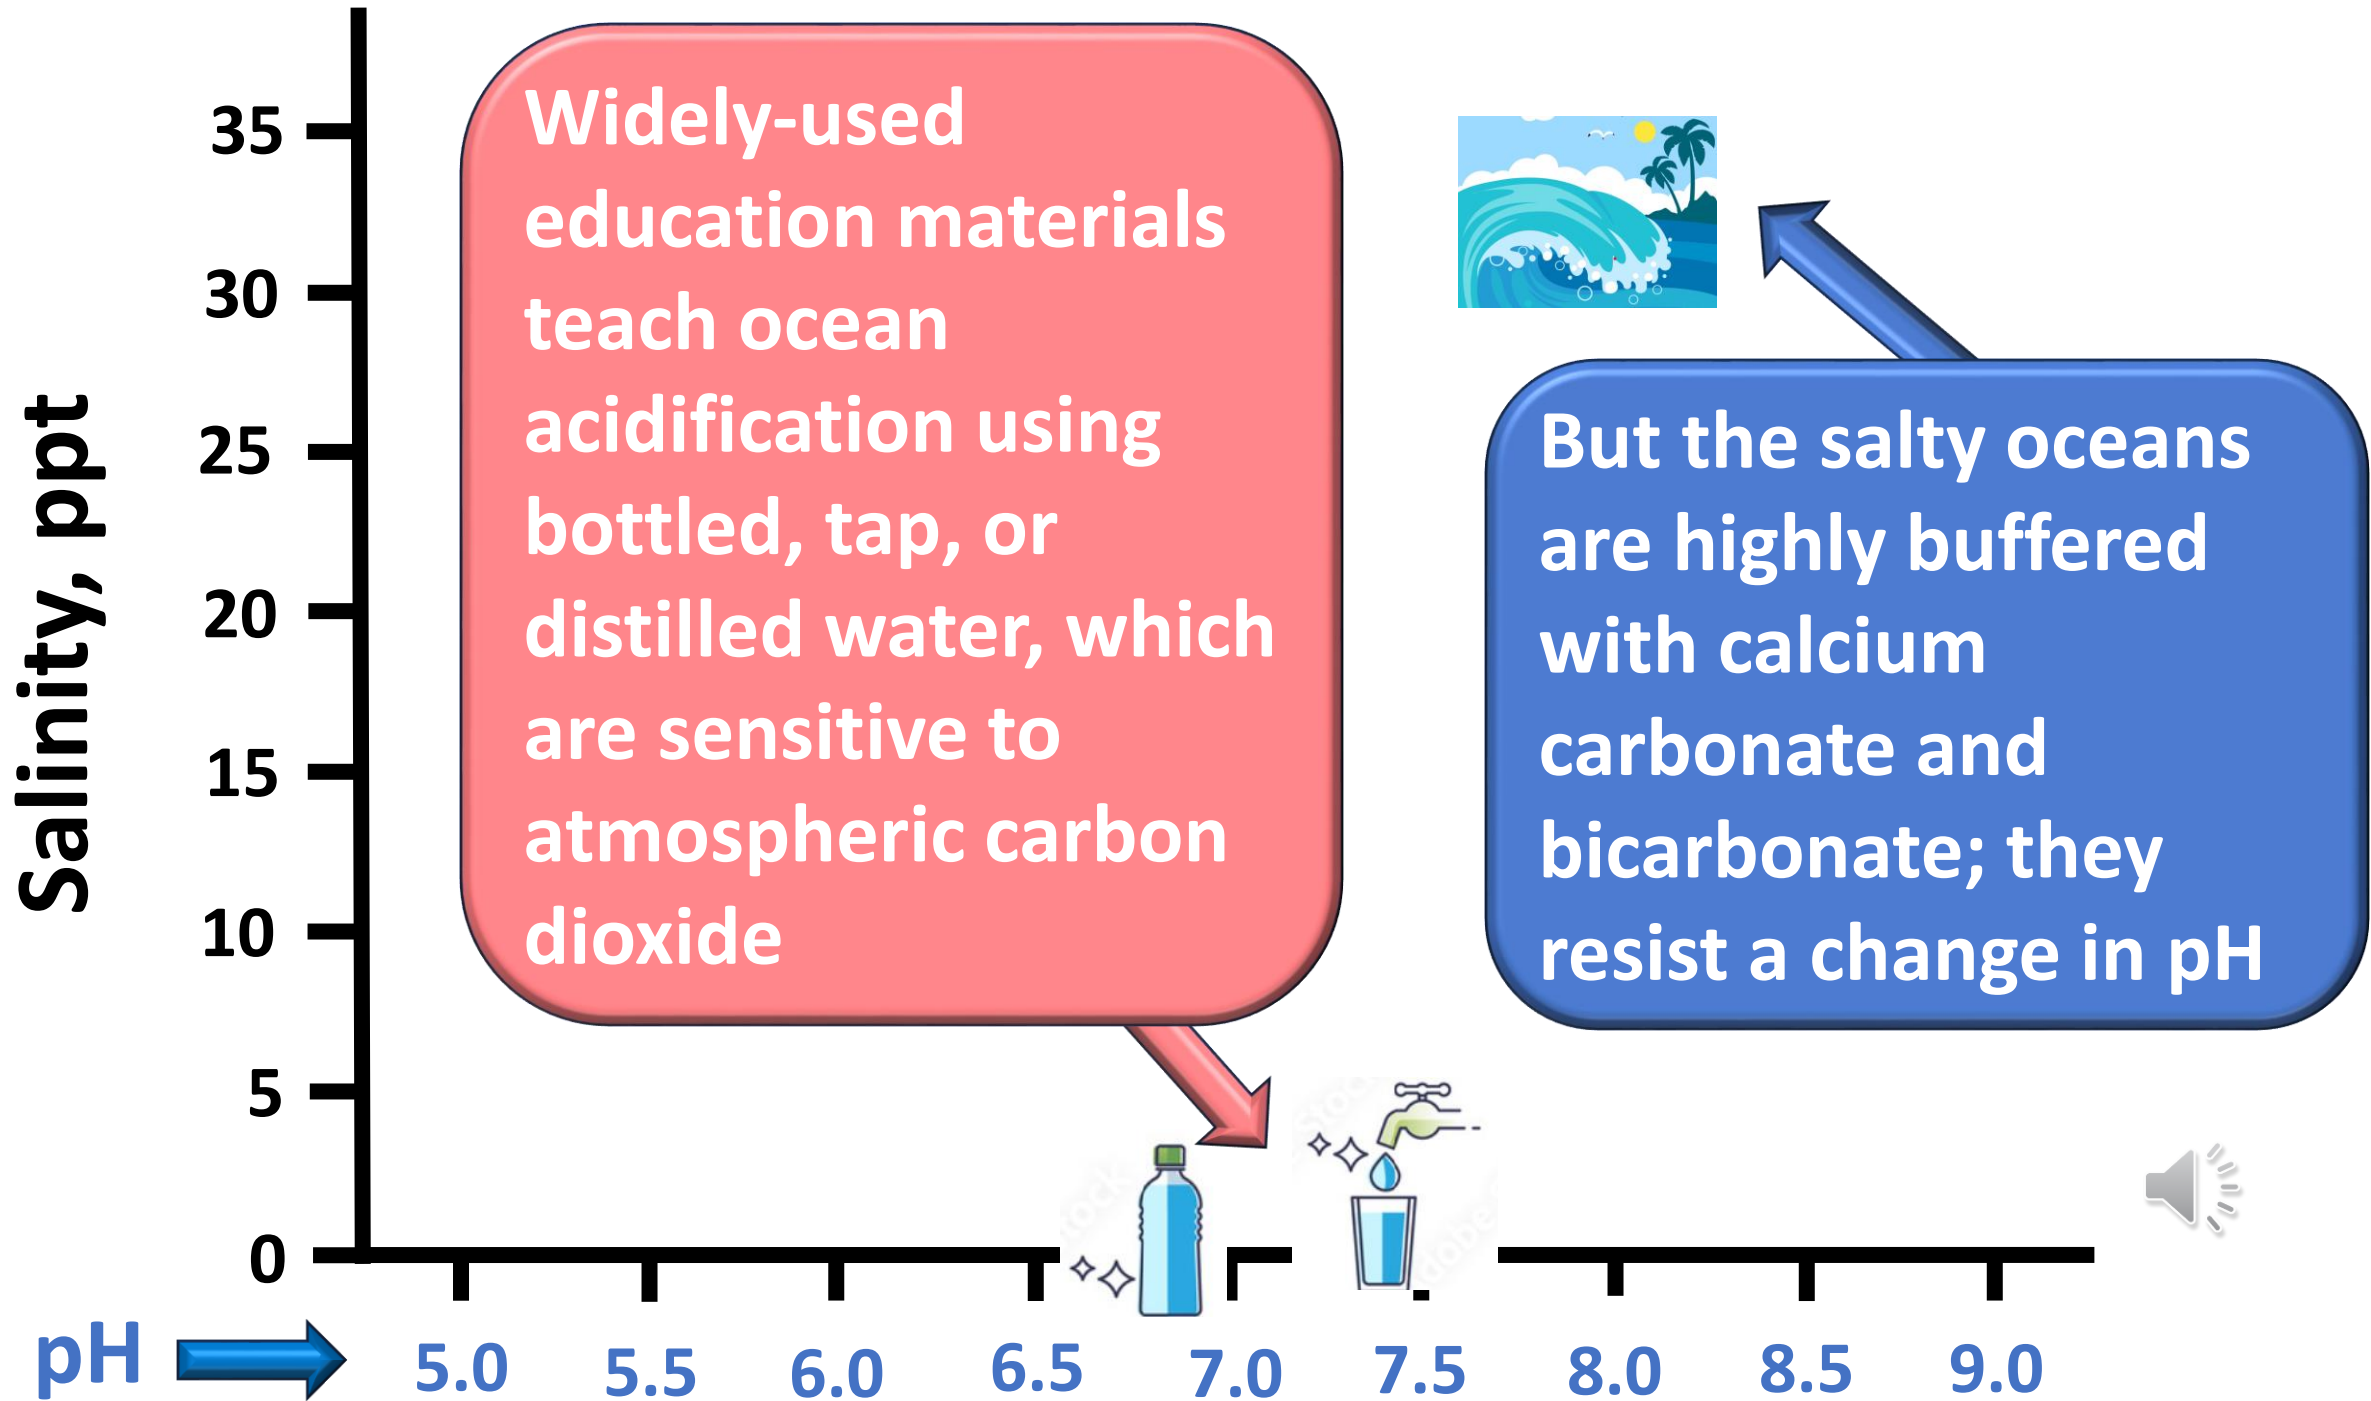 Widely-used
education materials
teach ocean
acidification using
bottled, tap, or
distilled water, which
are sensitive to
atmospheric carbon
dioxide
But the salty oceans
are highly buffered
with calcium
carbonate and
bicarbonate; they
resist a change in pH
Salinity, ppt
35
30
25
20
15
10
5
0
pH
5.0 5.5 6.0 6.5 7.0 7.5 8.0 8.5 9.0